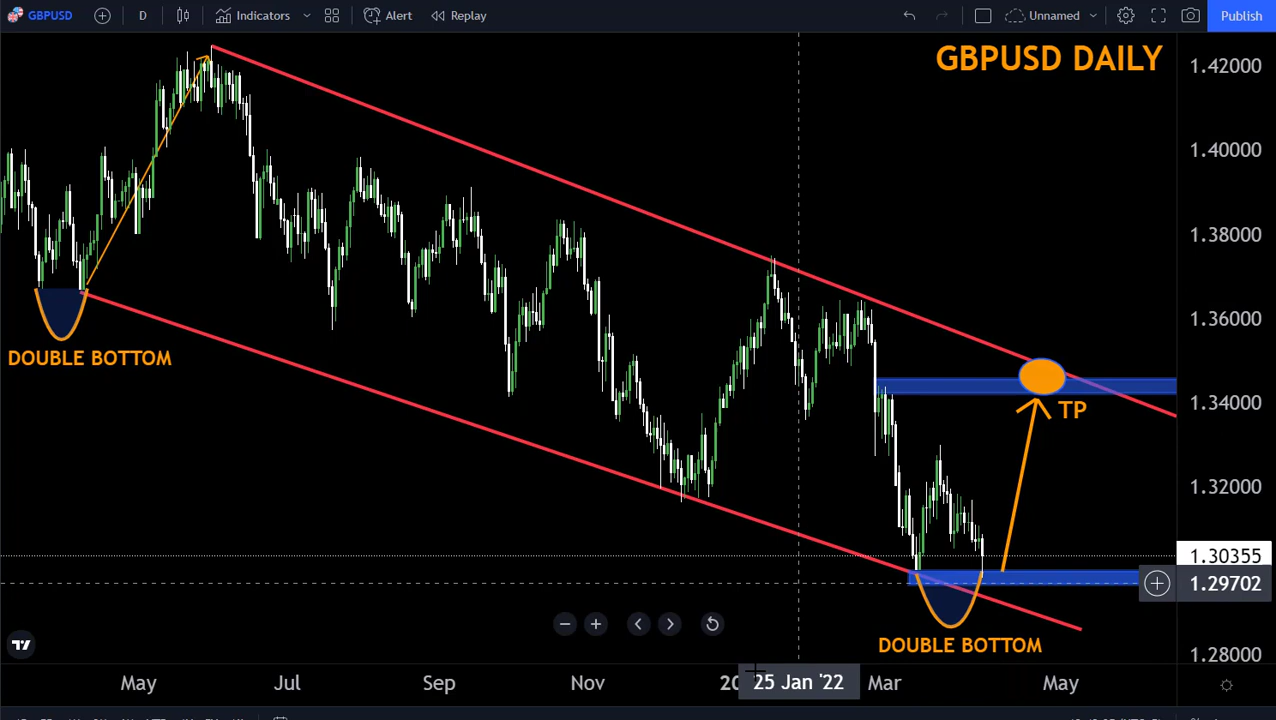 GBPUSD D Indicators Alert Replay Unnamed Publish
GBPUSD DAILY
1.42000
1.40000
1.38000
1.36000
DOUBLE BOTTOM
1.34000
TP
1.32000
1.30355
1.29702
DOUBLE BOTTOM
1.28000
May Jul Sep Nov 25 Jan '22 Mar May